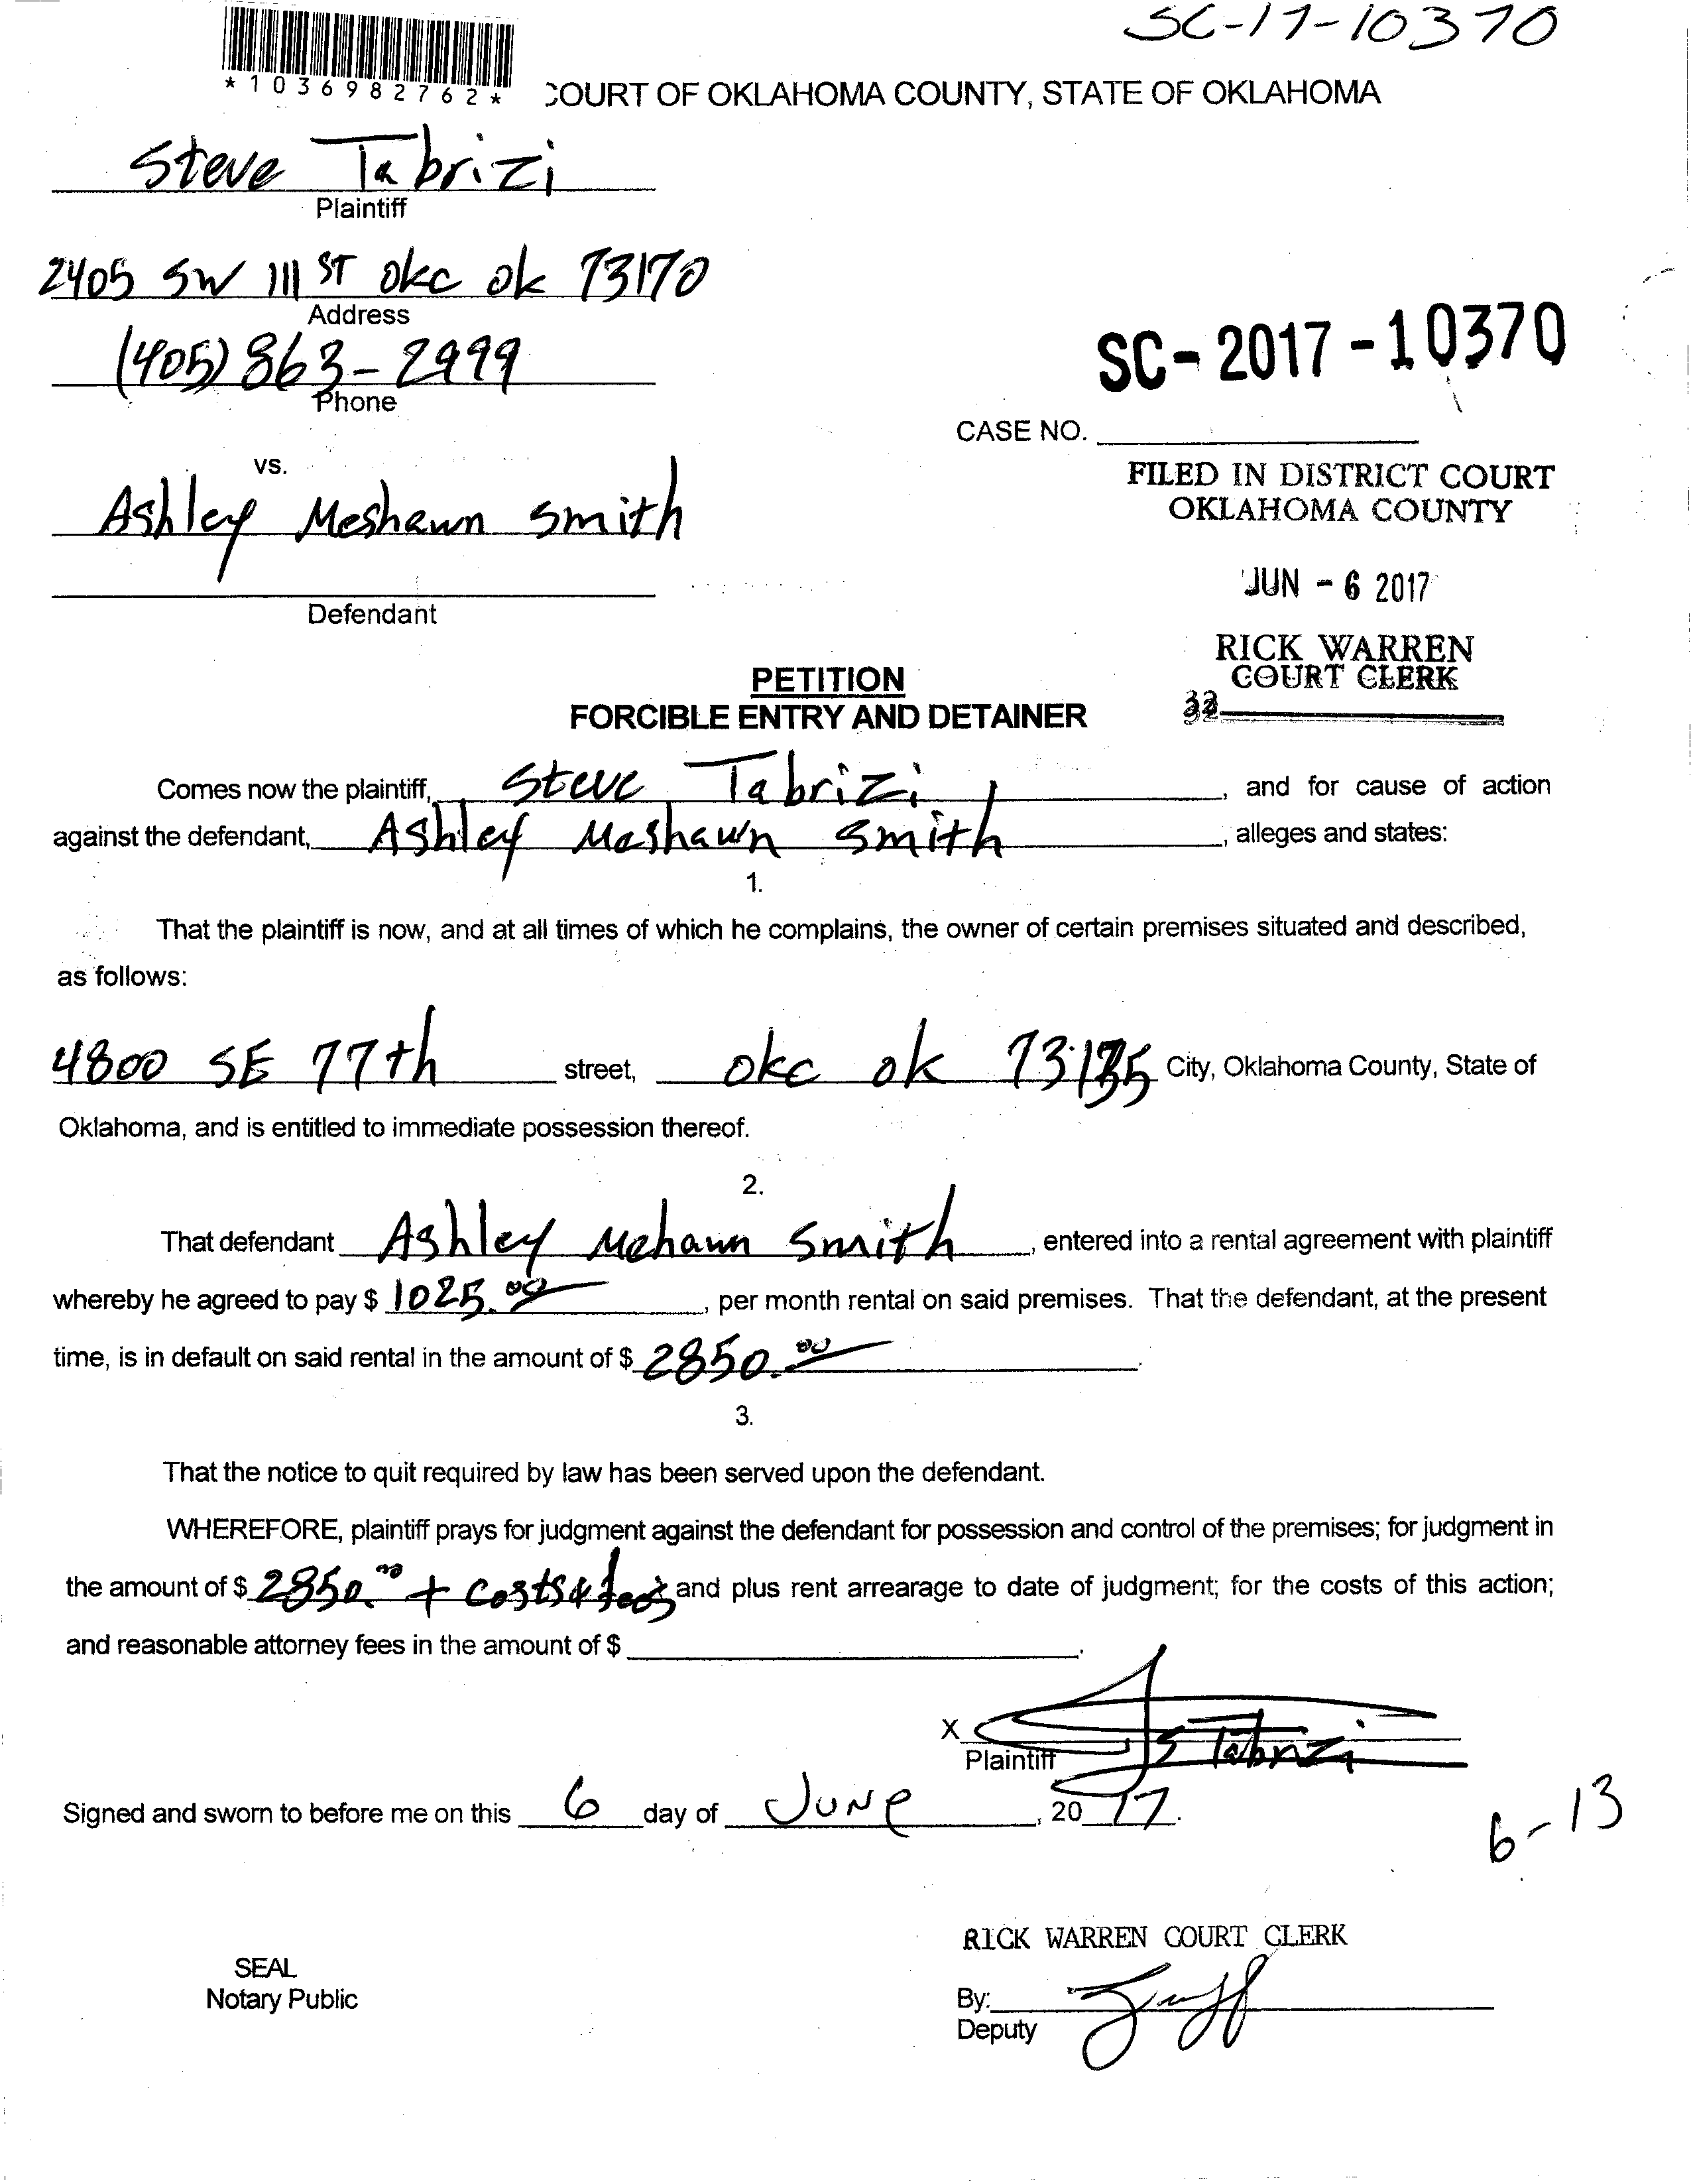 SC-17-10370
*1036982762*
COURT OF OKLAHOMA COUNTY, STATE OF OKLAHOMA
Steve Tabrizi
Plaintiff
2405 SW 111 ST okc ok 73170
Address
(405) 863-2999
Phone
SC-2017-10370
CASE NO.
vs.
FILED IN DISTRICT COURT
OKLAHOMA COUNTY
Ashley Meshawn Smith
JUN - 6 2017
Defendant
RICK WARREN
COURT CLERK
32
PETITION
FORCIBLE ENTRY AND DETAINER
Comes now the plaintiff, Steve Tabrizi, and for cause of action
against the defendant, Ashley Meshawn Smith, alleges and states:
1.
That the plaintiff is now, and at all times of which he complains, the owner of certain premises situated and described,
as follows:
4800 SE 77th street, okc ok 73135 City, Oklahoma County, State of
Oklahoma, and is entitled to immediate possession thereof.
2.
That defendant Ashley Mehawn Smith, entered into a rental agreement with plaintiff
whereby he agreed to pay $ 1025.00, per month rental on said premises. That the defendant, at the present
time, is in default on said rental in the amount of $ 2850.00.
3.
That the notice to quit required by law has been served upon the defendant.
WHEREFORE, plaintiff prays for judgment against the defendant for possession and control of the premises; for judgment in
the amount of $ 2850.00 + costs & fees and plus rent arrearage to date of judgment; for the costs of this action;
and reasonable attorney fees in the amount of $ .
X S Tabrizi
Plaintiff
Signed and sworn to before me on this 6 day of June, 20 17.
6-13
RICK WARREN COURT CLERK
SEAL
Notary Public
By:
Deputy